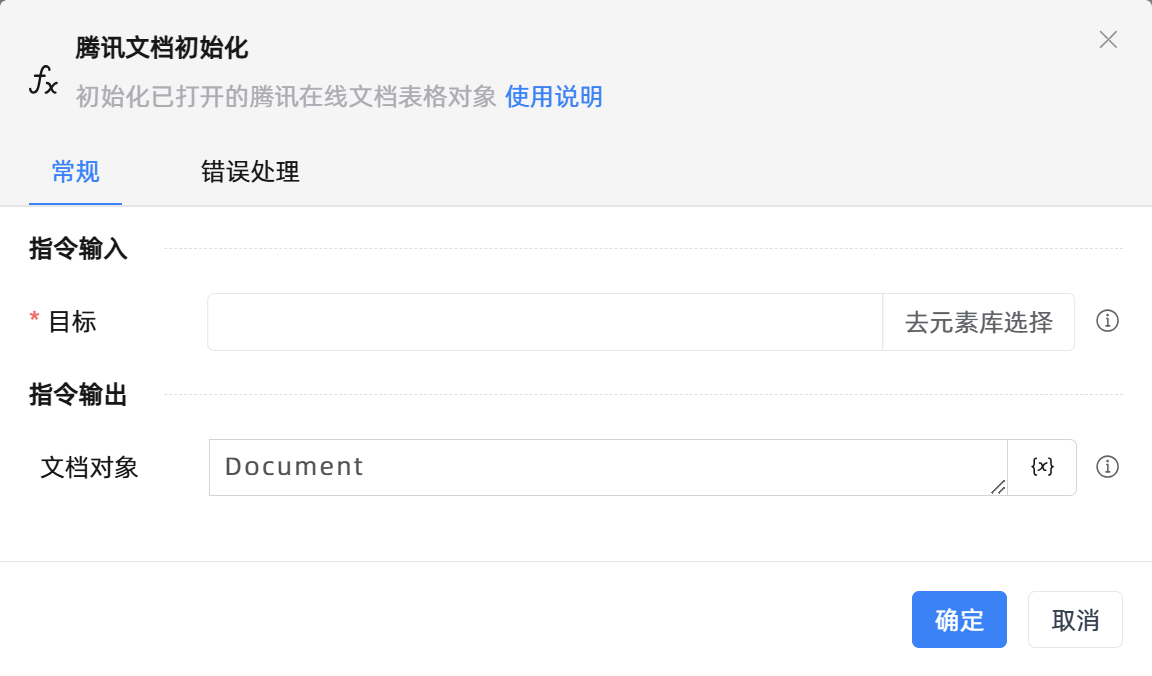 腾讯文档初始化
初始化已打开的腾讯在线文档表格对象 使用说明
常规 错误处理
指令输入
* 目标 去元素库选择
指令输出
文档对象 Document {x}
确定 取消